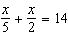 x/5 + x/2 = 14